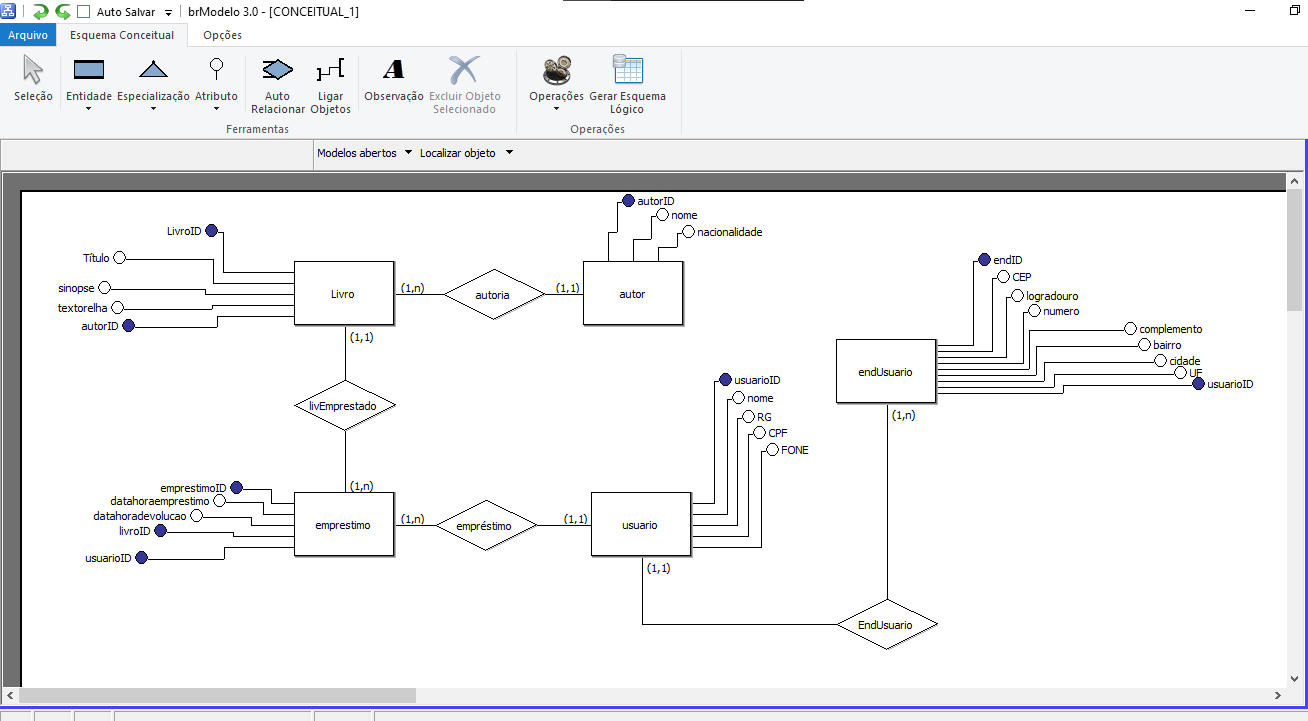 Auto Salvar
brModelo 3.0 - [CONCEITUAL_1]
Arquivo
Esquema Conceitual
Opções
Seleção
Entidade
Especialização
Atributo
Auto
Relacionar
Ligar
Objetos
Observação
Excluir Objeto
Selecionado
Operações
Gerar Esquema
Lógico
Ferramentas
Operações
Modelos abertos
Localizar objeto
autorID
nome
nacionalidade
LivroID
Título
sinopse
textorelha
autorID
Livro
(1,n)
autoria
(1,1)
autor
endID
CEP
logradouro
numero
complemento
bairro
cidade
UF
usuarioID
endUsuario
(1,n)
(1,1)
livEmprestado
(1,n)
usuarioID
nome
RG
CPF
FONE
emprestimoID
datahoraemprestimo
datahoradevolucao
livroID
usuarioID
emprestimo
(1,n)
empréstimo
(1,1)
usuario
(1,1)
EndUsuario